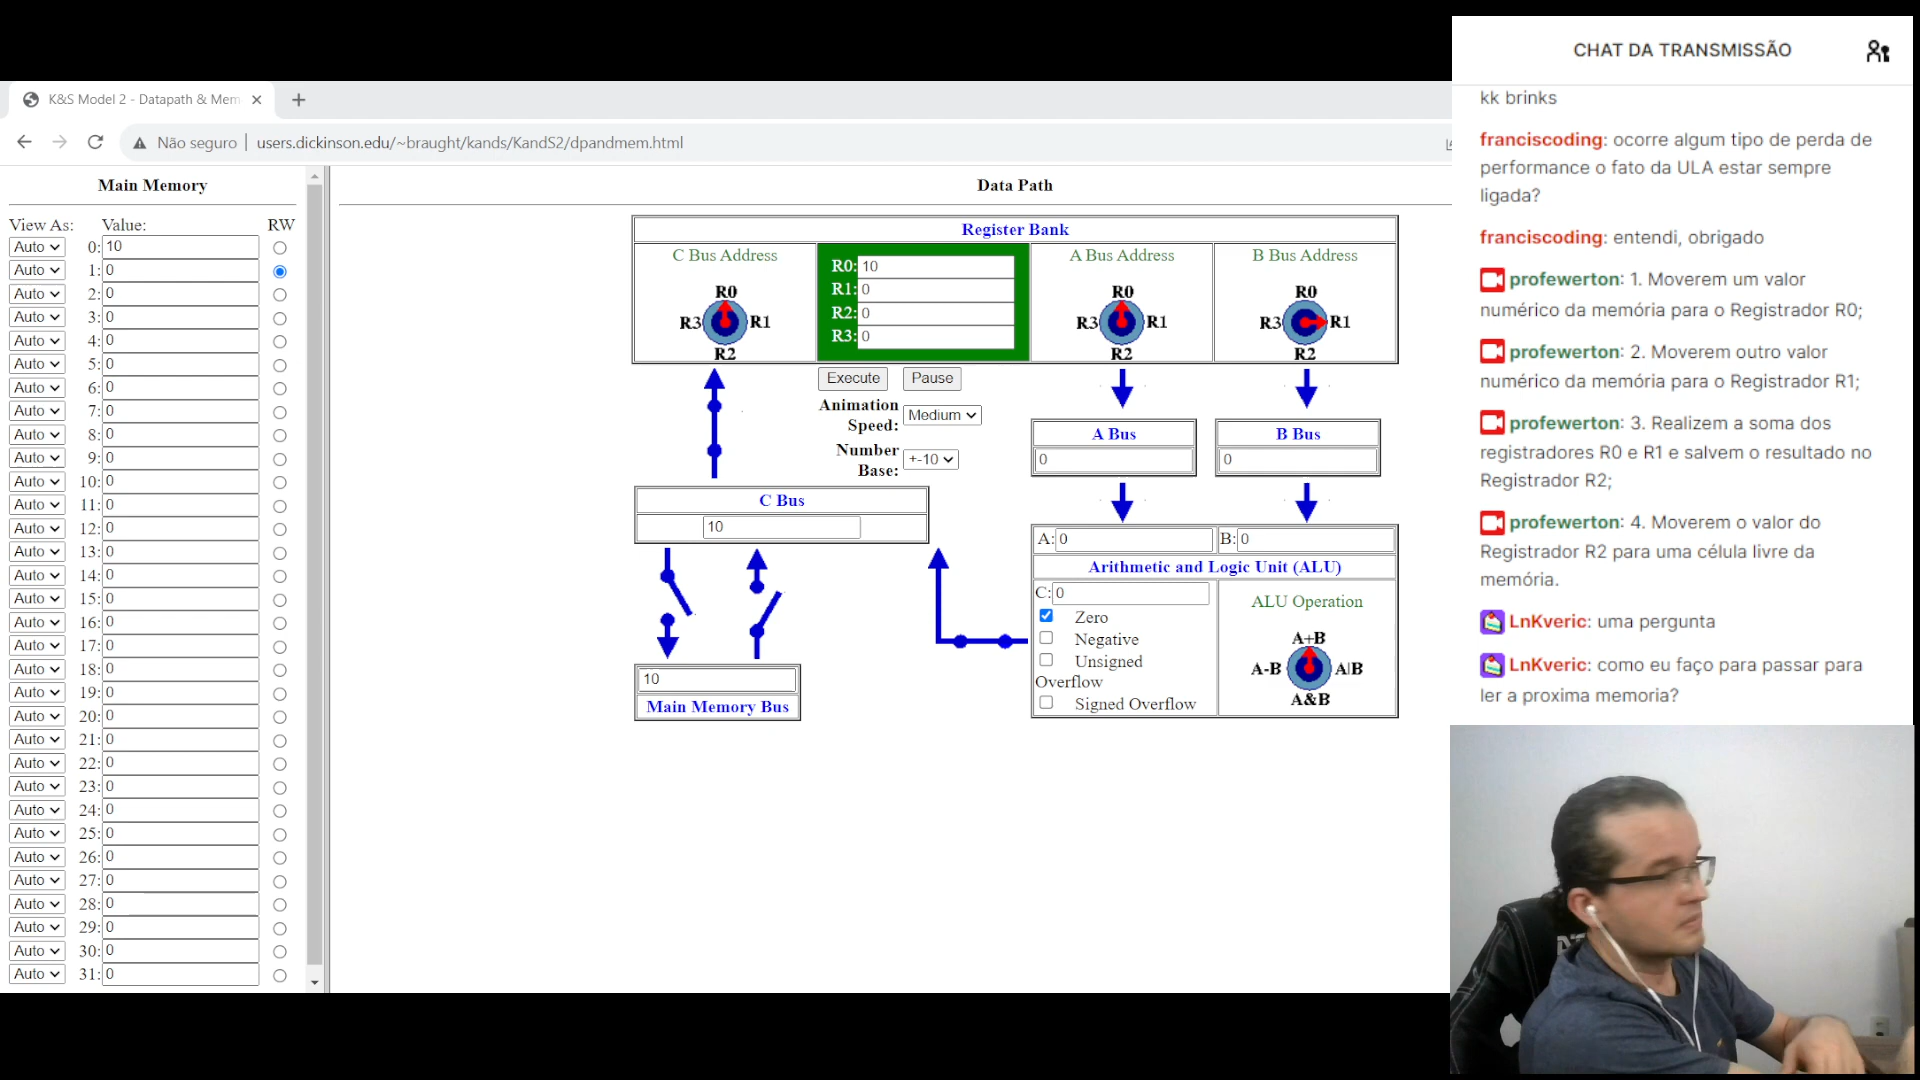 K&S Model 2 - Datapath & Mem
Não seguro
users.dickinson.edu/~braught/kands/KandS2/dpandmem.html
Main Memory
View As: Value: RW
Auto 0: 10
Auto 1: 0
Auto 2: 0
Auto 3: 0
Auto 4: 0
Auto 5: 0
Auto 6: 0
Auto 7: 0
Auto 8: 0
Auto 9: 0
Auto 10: 0
Auto 11: 0
Auto 12: 0
Auto 13: 0
Auto 14: 0
Auto 15: 0
Auto 16: 0
Auto 17: 0
Auto 18: 0
Auto 19: 0
Auto 20: 0
Auto 21: 0
Auto 22: 0
Auto 23: 0
Auto 24: 0
Auto 25: 0
Auto 26: 0
Auto 27: 0
Auto 28: 0
Auto 29: 0
Auto 30: 0
Auto 31: 0
Data Path
Register Bank
C Bus Address
R0
R3 R1
R2
R0: 10
R1: 0
R2: 0
R3: 0
A Bus Address
R0
R3 R1
R2
B Bus Address
R0
R3 R1
R2
Execute Pause
Animation
Speed: Medium
Number
Base: +-10
A Bus
0
B Bus
0
C Bus
10
10
Main Memory Bus
A: 0 B: 0
Arithmetic and Logic Unit (ALU)
C: 0
Zero
Negative
Unsigned
Overflow
Signed Overflow
ALU Operation
A+B
A-B A|B
A&B
CHAT DA TRANSMISSÃO
kk brinks
franciscoding: ocorre algum tipo de perda de
performance o fato da ULA estar sempre
ligada?
franciscoding: entendi, obrigado
profewerton: 1. Moverem um valor
numérico da memória para o Registrador R0;
profewerton: 2. Moverem outro valor
numérico da memória para o Registrador R1;
profewerton: 3. Realizem a soma dos
registradores R0 e R1 e salvem o resultado no
Registrador R2;
profewerton: 4. Moverem o valor do
Registrador R2 para uma célula livre da
memória.
LnKveric: uma pergunta
LnKveric: como eu faço para passar para
ler a proxima memoria?